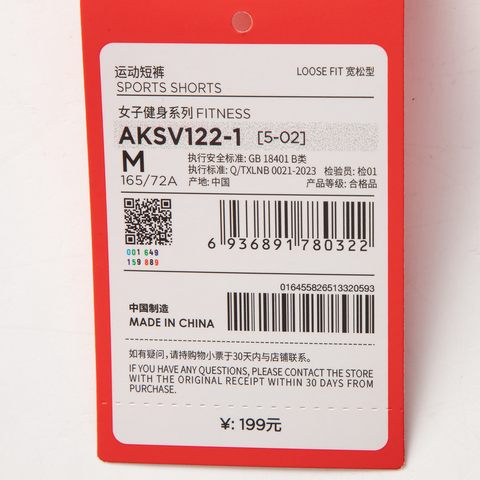 运动短裤
SPORTS SHORTS
LOOSE FIT 宽松型
女子健身系列 FITNESS
AKSV122-1 [5-02]
M
165/72A
执行安全标准: GB 18401 B类
执行标准: Q/TXLNB 0021-2023 检验员: 检01
产地: 中国 产品等级: 合格品
001 649
159 889
6 936891 780322
016455826513320593
中国制造
MADE IN CHINA
如有疑问，请持购物小票于30天内与店铺联系。
IF YOU HAVE ANY QUESTIONS, PLEASE CONTACT THE STORE
WITH THE ORIGINAL RECEIPT WITHIN 30 DAYS FROM
PURCHASE.
¥: 199元